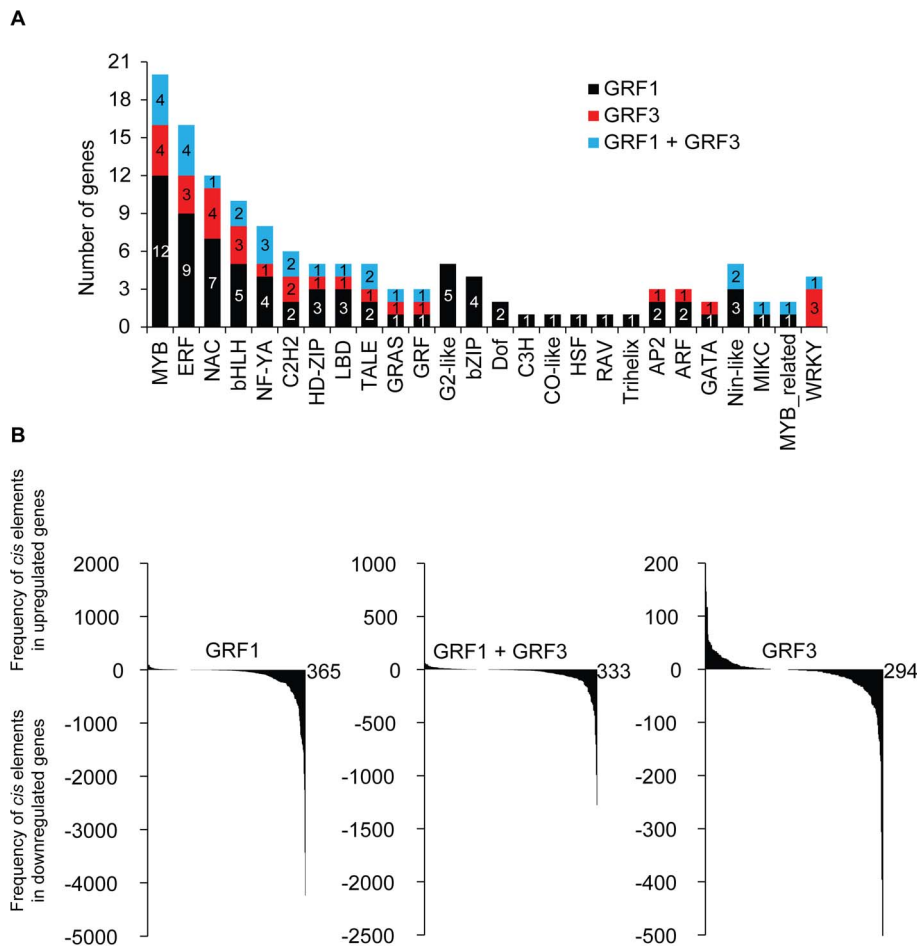 A
Number of genes
21
18
15
12
9
6
3
0
GRF1
GRF3
GRF1 + GRF3
4 4 12
4 3 9
1 4 7
2 3 5
3 1 4
2 2 2
1 1 3
1 1 3
2 1 2
1 1 1
1 1 1
5
4
2
1
1
1
1
1
1 2
1 2
1 1
2 3
1 1
1 1
1 3
MYB
ERF
NAC
bHLH
NF-YA
C2H2
HD-ZIP
LBD
TALE
GRAS
GRF
G2-like
bZIP
Dof
C3H
CO-like
HSF
RAV
Trihelix
AP2
ARF
GATA
Nin-like
MIKC
MYB_related
WRKY
B
Frequency of cis elements
in upregulated genes
Frequency of cis elements
in downregulated genes
2000
1000
0
-1000
-2000
-3000
-4000
-5000
GRF1
365
1000
500
0
-500
-1000
-1500
-2000
-2500
GRF1 + GRF3
333
200
100
0
-100
-200
-300
-400
-500
GRF3
294